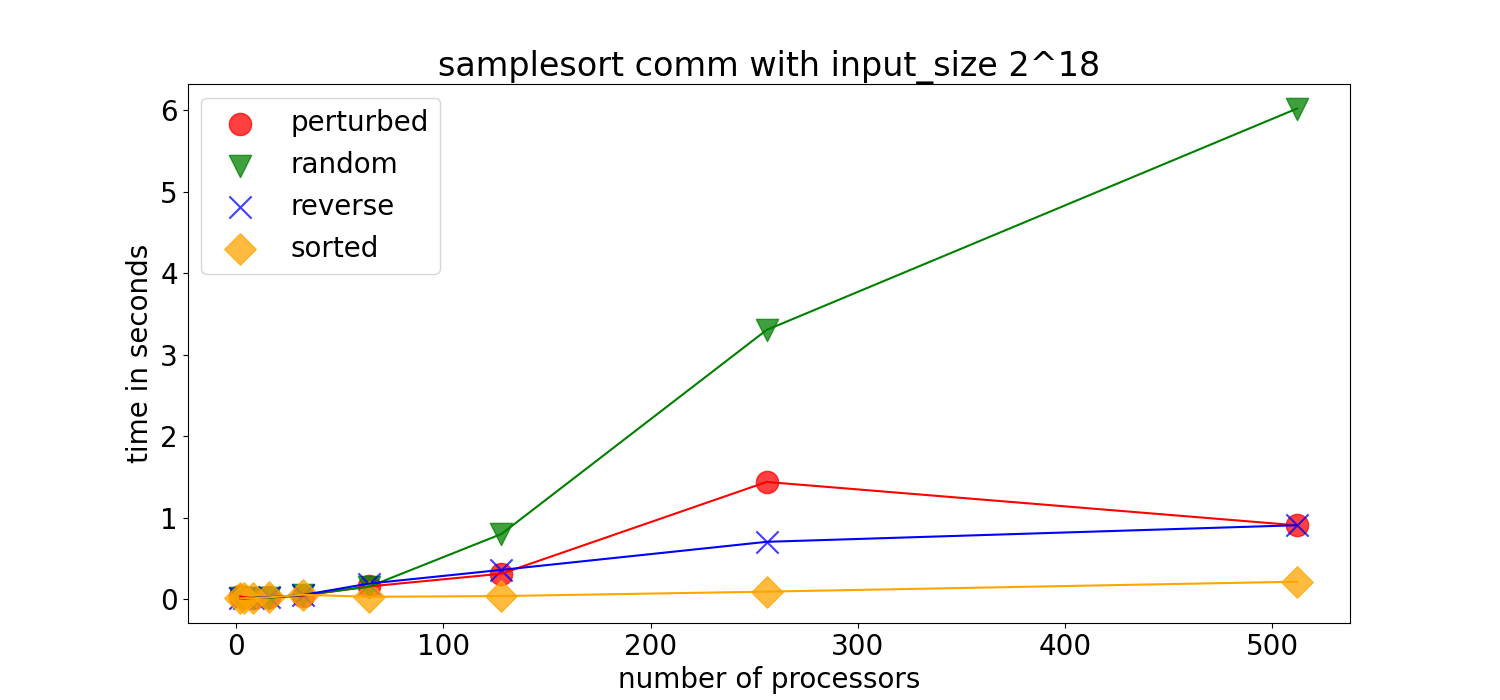 samplesort comm with input_size 2^18
perturbed
random
reverse
sorted
time in seconds
6
5
4
3
2
1
0
0 100 200 300 400 500
number of processors